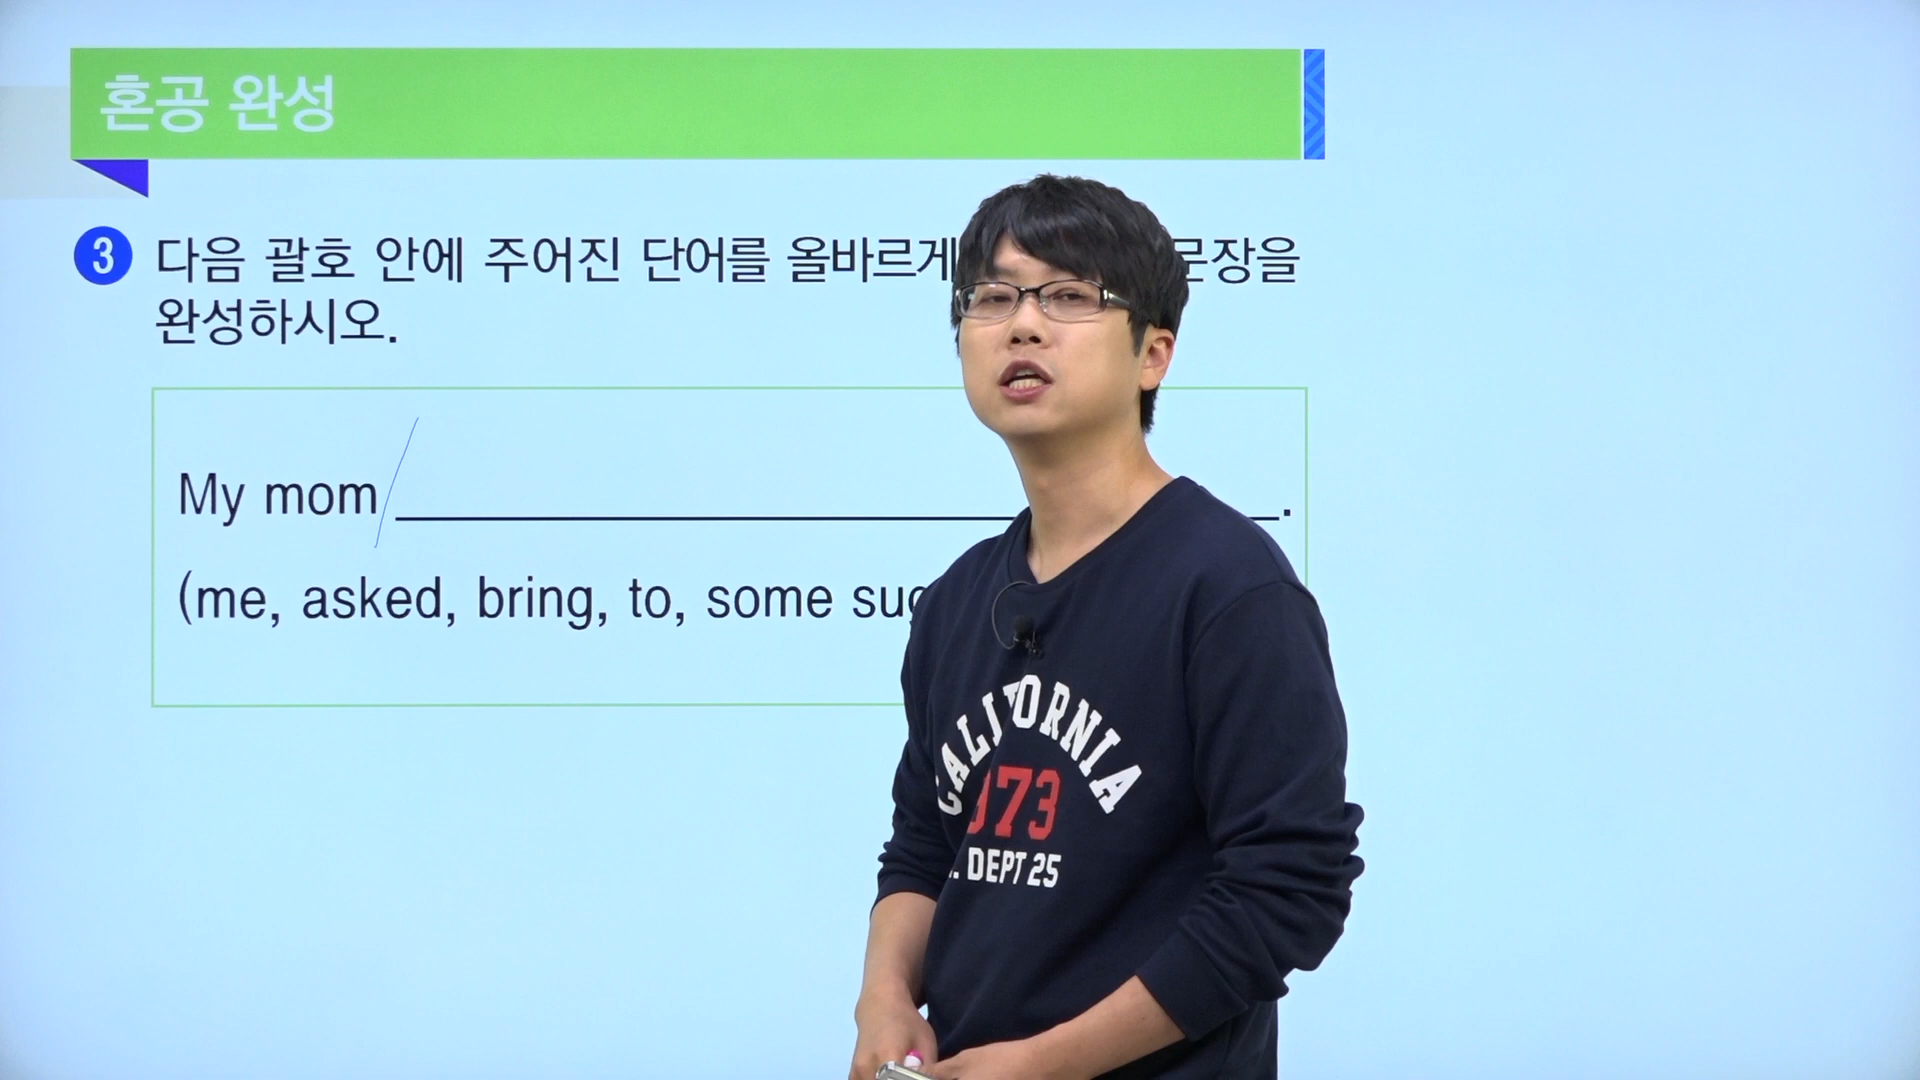 혼공 완성
3 다음 괄호 안에 주어진 단어를 올바르게 문장을
완성하시오.
My mom .
(me, asked, bring, to, some
CALIFORNIA
973
DEPT 25